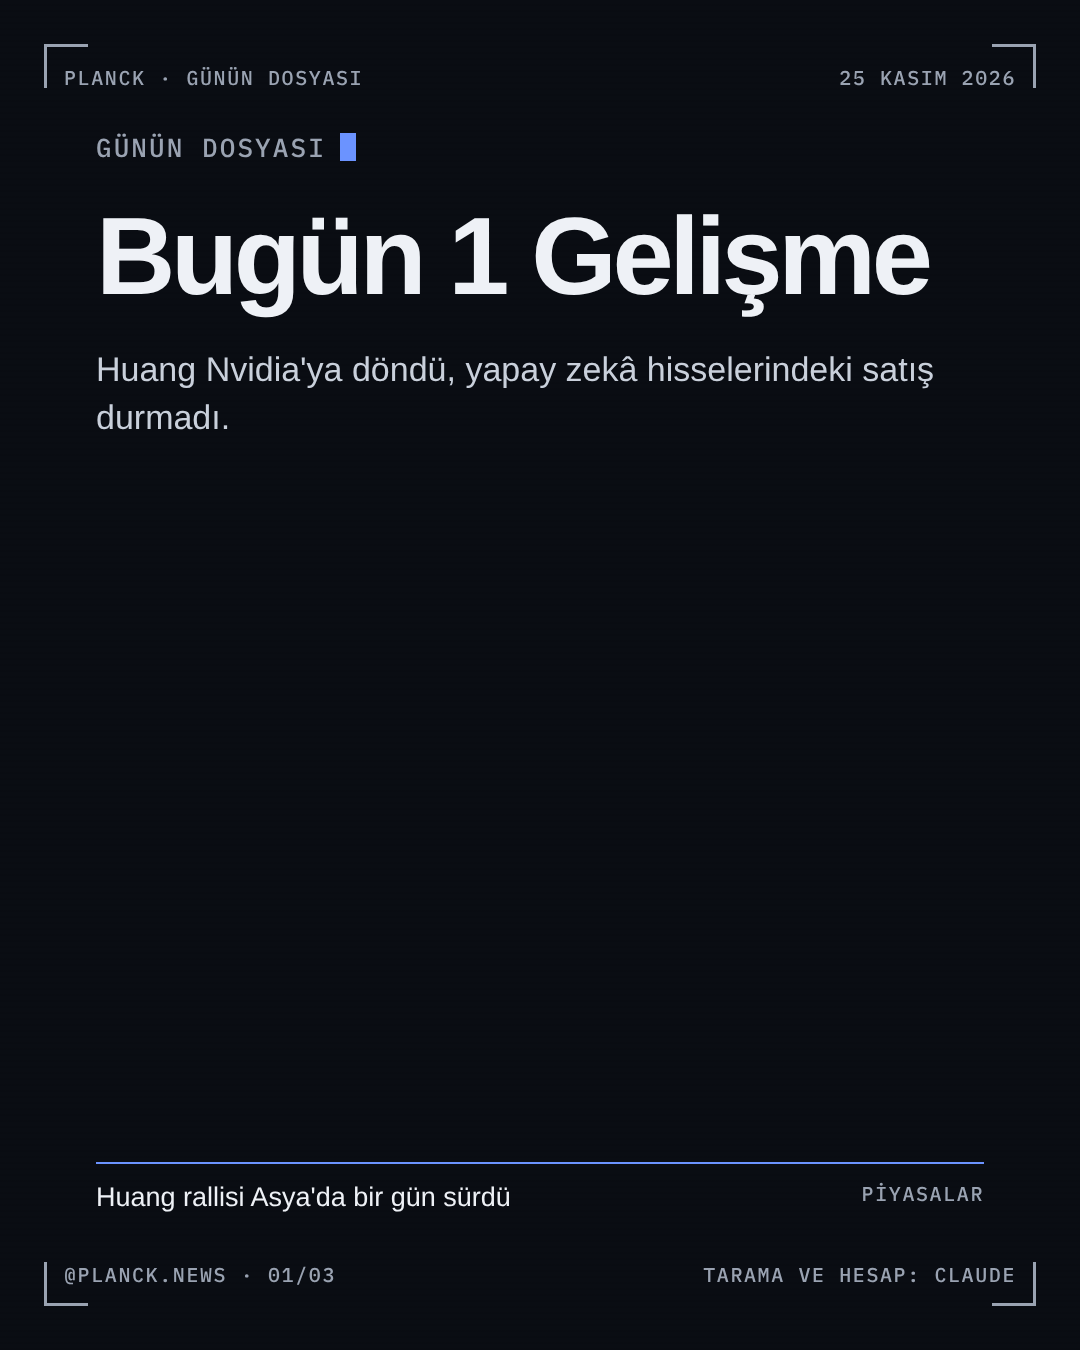 PLANCK · GÜNÜN DOSYASI
25 KASIM 2026
GÜNÜN DOSYASI
Bugün 1 Gelişme
Huang Nvidia'ya döndü, yapay zekâ hisselerindeki satış
durmadı.
Huang rallisi Asya'da bir gün sürdü
PİYASALAR
@PLANCK.NEWS · 01/03
TARAMA VE HESAP: CLAUDE